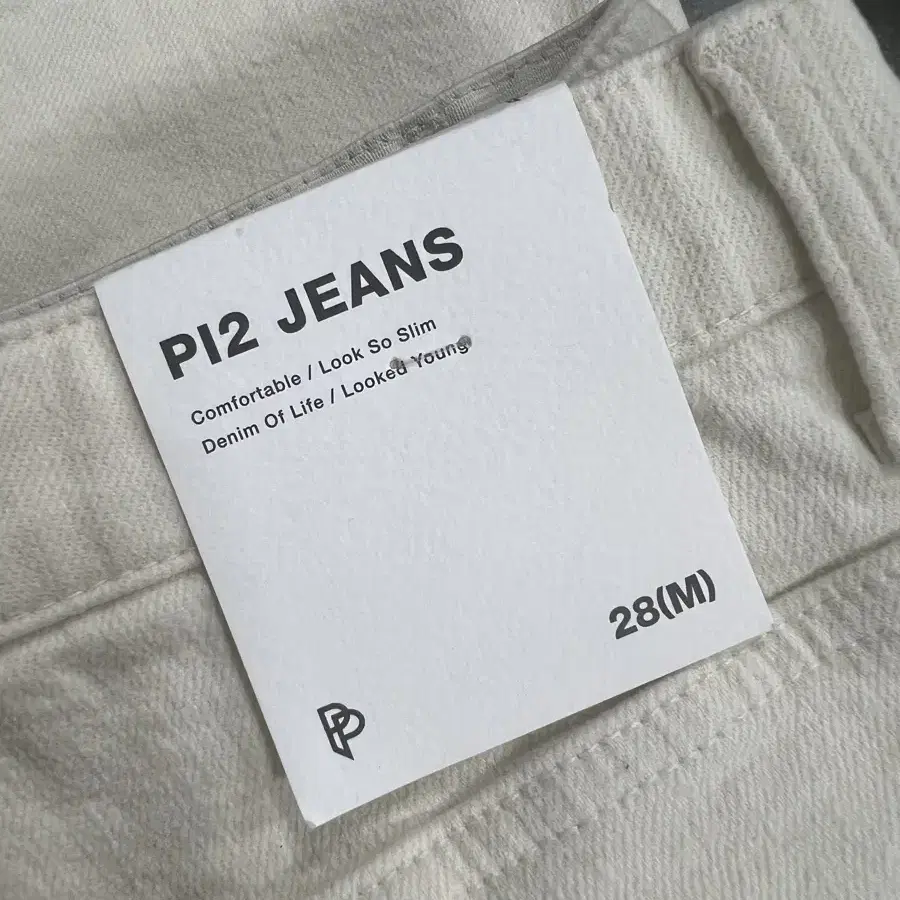 PI2 JEANS
Comfortable / Look So Slim
Denim Of Life / Looked Young
28(M)